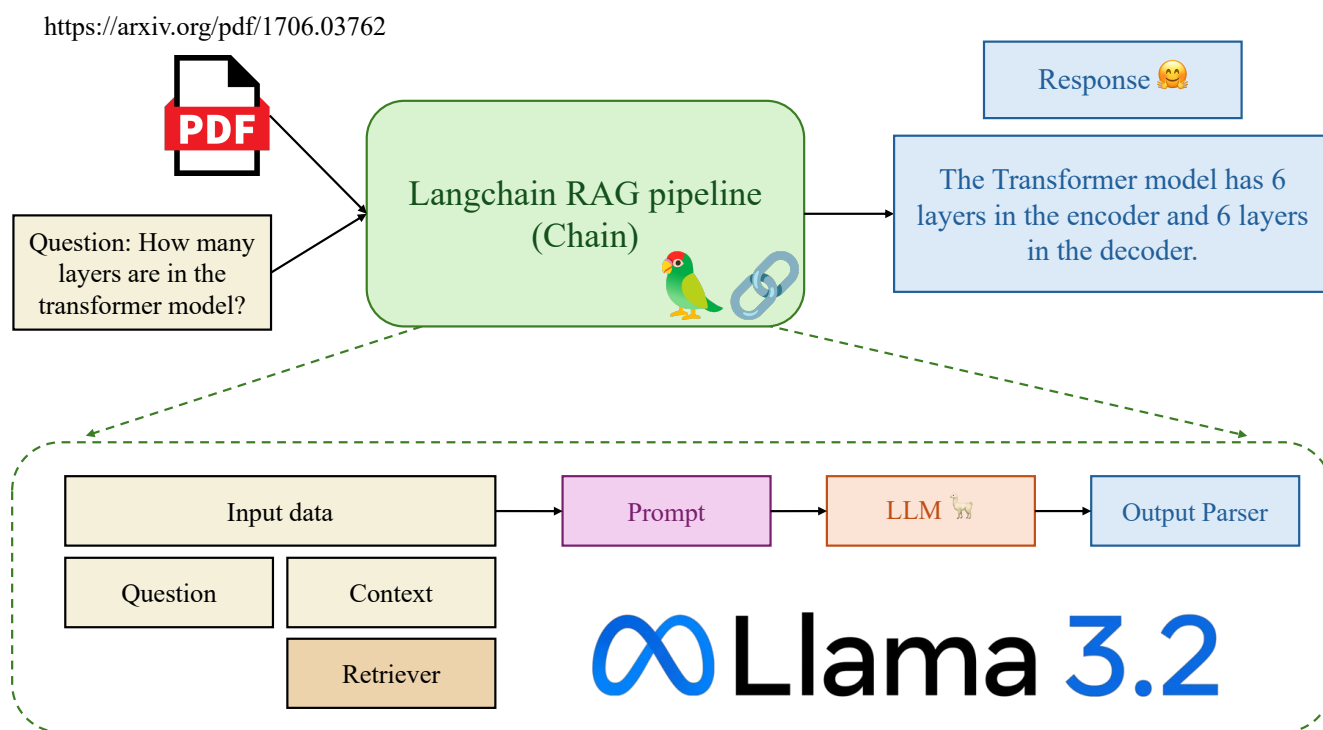 https://arxiv.org/pdf/1706.03762
PDF
Question: How many
layers are in the
transformer model?
Langchain RAG pipeline
(Chain)
Response 🤗
The Transformer model has 6
layers in the encoder and 6 layers
in the decoder.
Input data
Prompt
LLM 🦙
Output Parser
Question
Context
Retriever
Llama 3.2